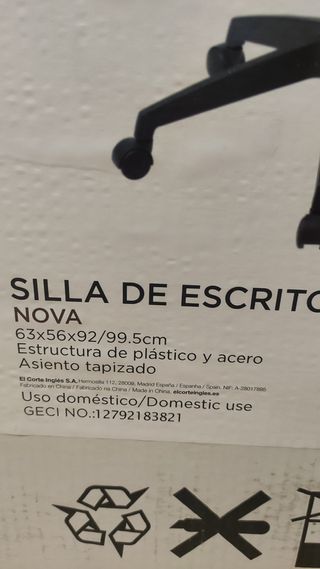 SILLA DE ESCRITO
NOVA
63x56x92/99.5cm
Estructura de plástico y acero
Asiento tapizado
El Corte Inglés S.A. Hermosilla 112, 28009, Madrid España / Espanha / Spain. NIF: A-28017895
Fabricado en China / Fabricado na China / Made in China. elcorteingles.es
Uso doméstico/Domestic use
GECI NO.:12792183821